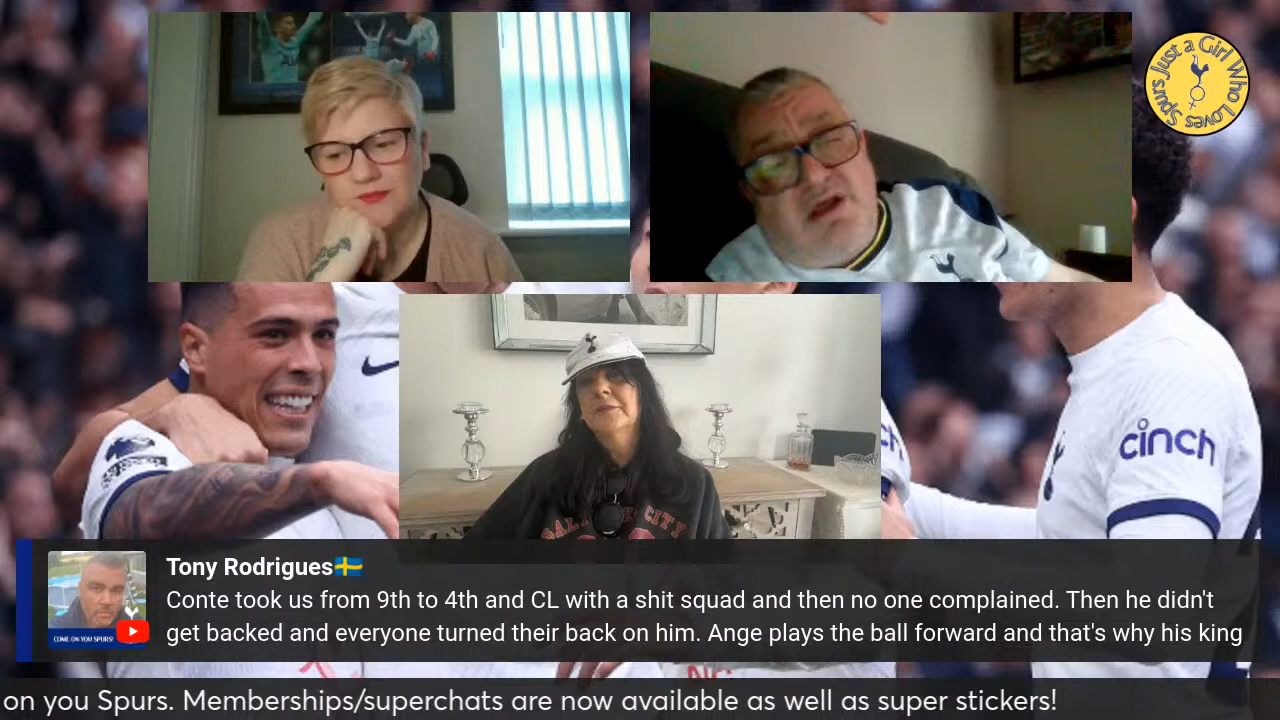 Just a Girl Who Loves Spurs
cinch
CITY
COME ON YOU SPURS!
Tony Rodrigues🇸🇪
Conte took us from 9th to 4th and CL with a shit squad and then no one complained. Then he didn't
get backed and everyone turned their back on him. Ange plays the ball forward and that's why his king
on you Spurs. Memberships/superchats are now available as well as super stickers!